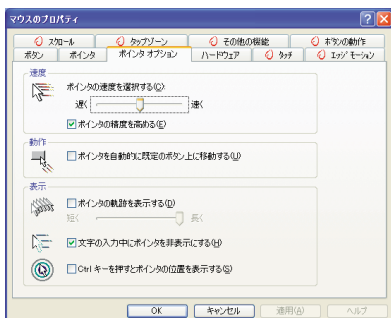 マウスのプロパティ
スクロール タップゾーン その他の機能 ボタンの動作
ボタン ポインタ ポインタ オプション ハードウェア タッチ エッジ モーション
速度
ポインタの速度を選択する(C)
遅く 速く
ポインタの精度を高める(E)
動作
ポインタを自動的に既定のボタン上に移動する(U)
表示
ポインタの軌跡を表示する(D)
短く 長く
文字の入力中にポインタを非表示にする(H)
Ctrl キーを押すとポインタの位置を表示する(S)
OK キャンセル 適用(A) ヘルプ